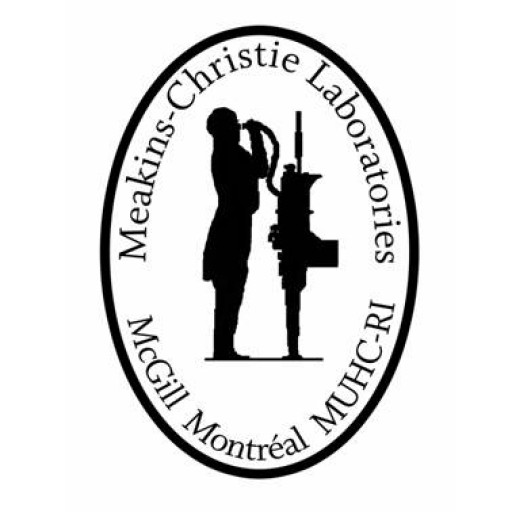 Meakins-Christie Laboratories
McGill Montréal MUHC-RI